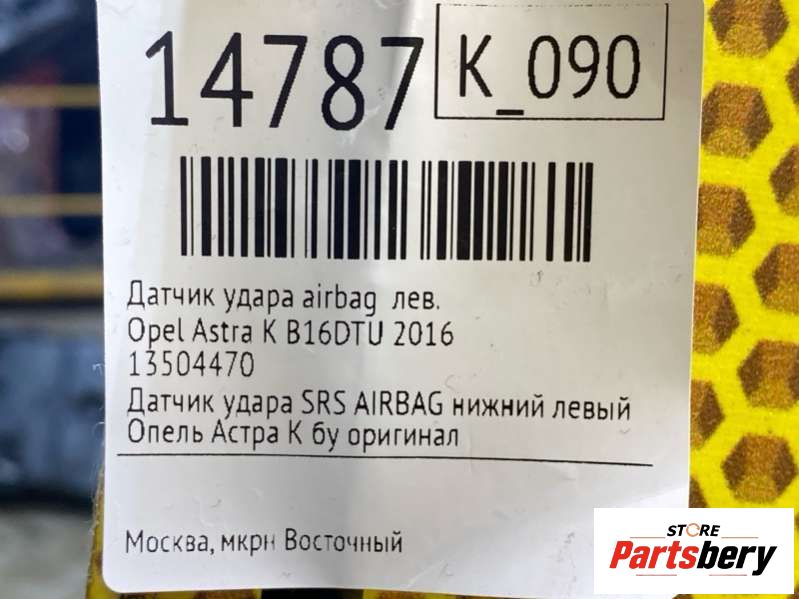 14787
K_090
Датчик удара airbag лев.
Opel Astra K B16DTU 2016
13504470
Датчик удара SRS AIRBAG нижний левый
Опель Астра К бу оригинал
Москва, мкрн Восточный
STORE
Partsbery